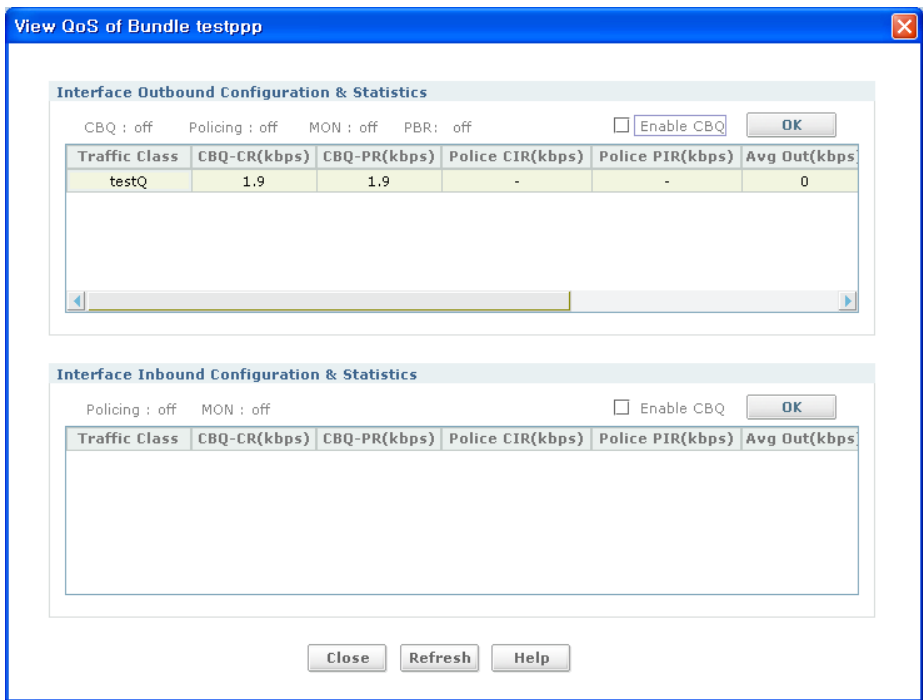 View QoS of Bundle testppp
Interface Outbound Configuration & Statistics
CBQ : off Policing : off MON : off PBR: off Enable CBQ OK
Traffic Class CBQ-CR(kbps) CBQ-PR(kbps) Police CIR(kbps) Police PIR(kbps) Avg Out(kbps)
testQ 1.9 1.9 - - 0
Interface Inbound Configuration & Statistics
Policing : off MON : off Enable CBQ OK
Traffic Class CBQ-CR(kbps) CBQ-PR(kbps) Police CIR(kbps) Police PIR(kbps) Avg Out(kbps)
Close Refresh Help